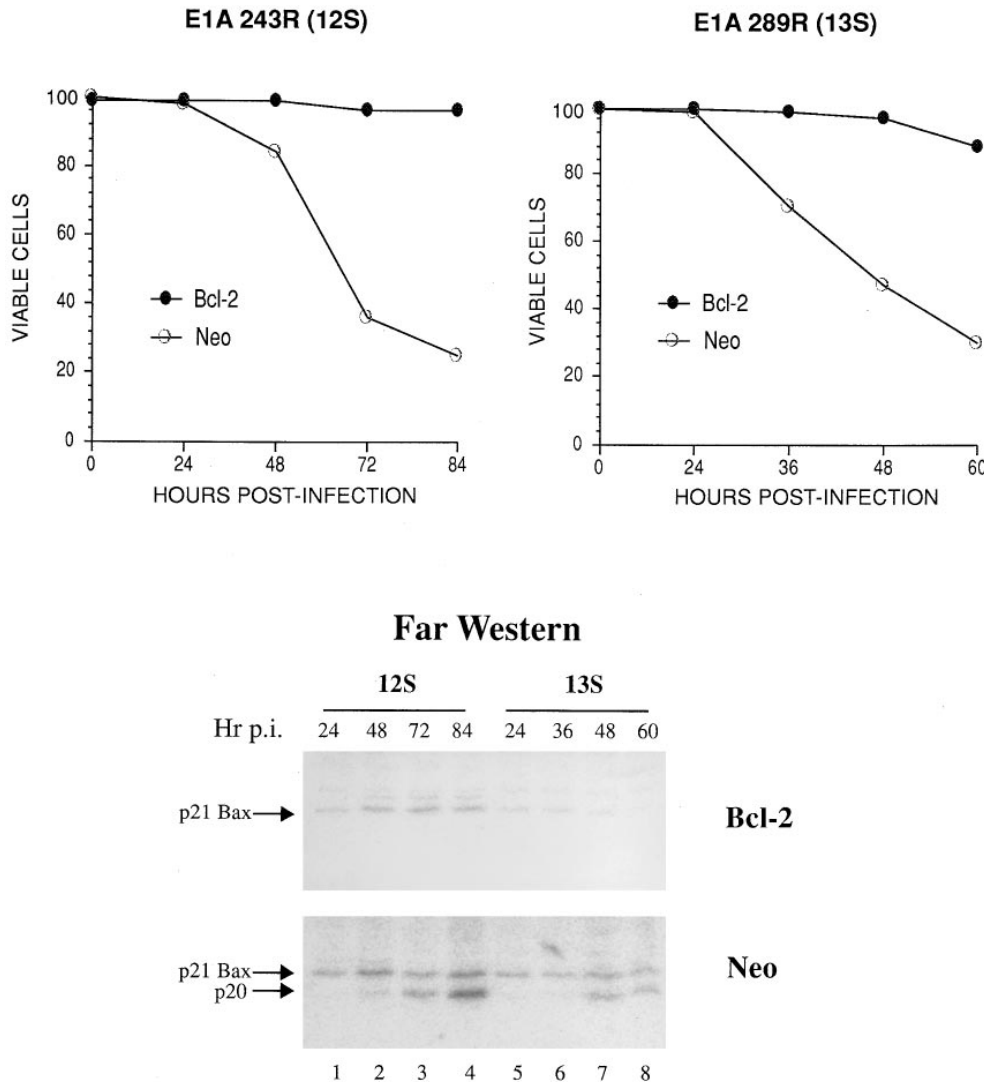 E1A 243R (12S)
E1A 289R (13S)
100
80
60
40
20
0
VIABLE CELLS
Bcl-2
Neo
0 24 48 72 84
HOURS POST-INFECTION
100
80
60
40
20
0
VIABLE CELLS
Bcl-2
Neo
0 24 36 48 60
HOURS POST-INFECTION
Far Western
12S 13S
Hr p.i. 24 48 72 84 24 36 48 60
p21 Bax
Bcl-2
p21 Bax
p20
Neo
1 2 3 4 5 6 7 8